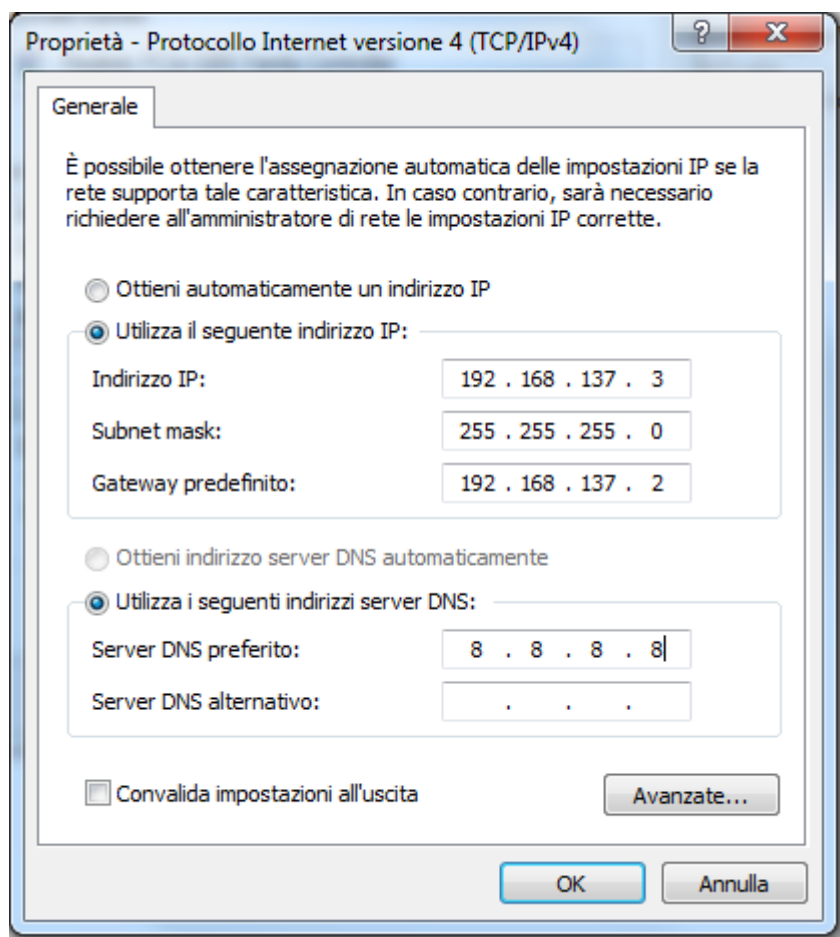 Proprietà - Protocollo Internet versione 4 (TCP/IPv4)
? X
Generale
È possibile ottenere l'assegnazione automatica delle impostazioni IP se la
rete supporta tale caratteristica. In caso contrario, sarà necessario
richiedere all'amministratore di rete le impostazioni IP corrette.
Ottieni automaticamente un indirizzo IP
Utilizza il seguente indirizzo IP:
Indirizzo IP: 192 . 168 . 137 . 3
Subnet mask: 255 . 255 . 255 . 0
Gateway predefinito: 192 . 168 . 137 . 2
Ottieni indirizzo server DNS automaticamente
Utilizza i seguenti indirizzi server DNS:
Server DNS preferito: 8 . 8 . 8 . 8
Server DNS alternativo: . . .
Convalida impostazioni all'uscita Avanzate...
OK Annulla